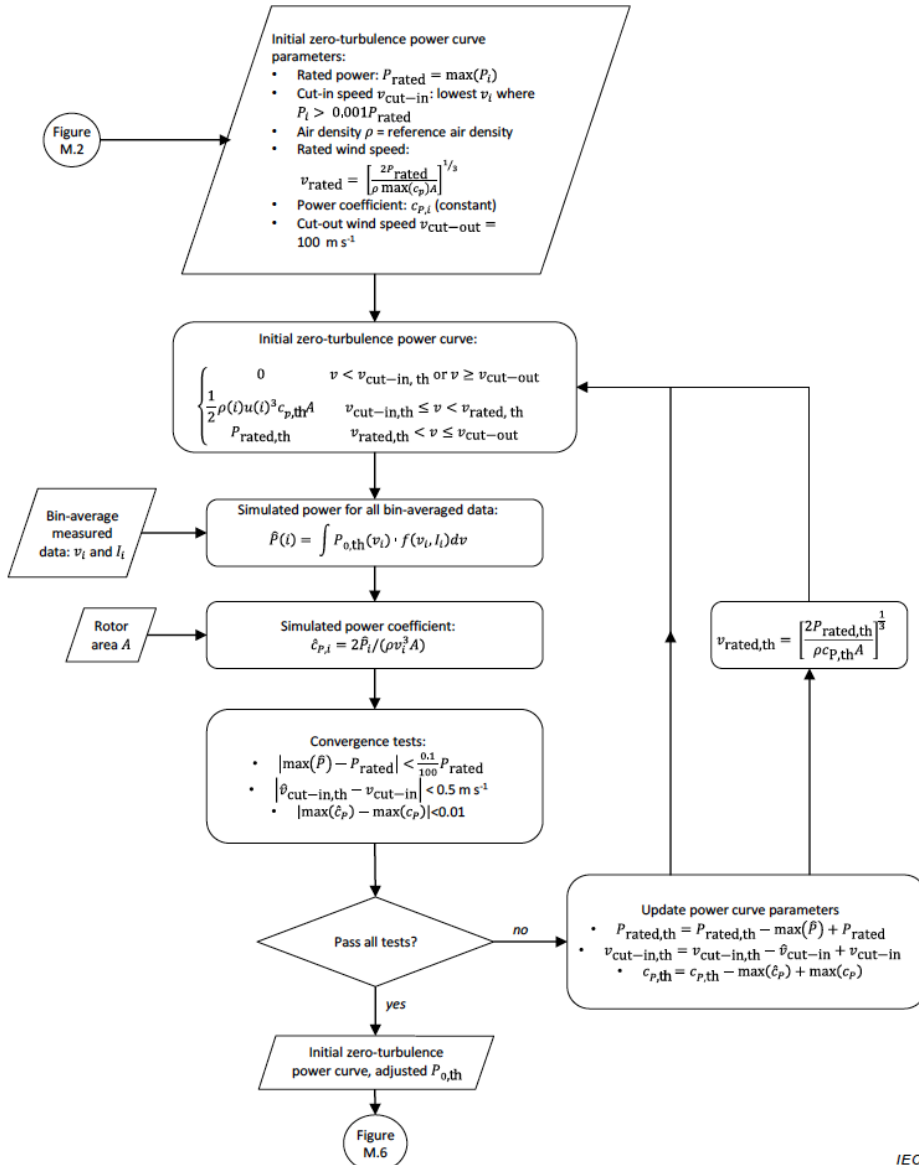 Initial zero-turbulence power curve
parameters:
• Rated power: P_rated = max(P_i)
• Cut-in speed v_cut−in: lowest v_i where
P_i > 0,001P_rated
• Air density ρ = reference air density
• Rated wind speed:
v_rated = [2P_rated / ρ max(c_p)A]^1/3
• Power coefficient: c_P,i (constant)
• Cut-out wind speed v_cut−out =
100 m s⁻¹
Figure
M.2
Initial zero-turbulence power curve:
0 v < v_cut−in, th or v ≥ v_cut−out
1/2 ρ(i)u(i)³c_p,th A v_cut−in,th ≤ v < v_rated, th
P_rated,th v_rated,th < v ≤ v_cut−out
Bin-average
measured
data: v_i and I_i
Simulated power for all bin-averaged data:
P̂(i) = ∫ P_0,th(v_i) · f(v_i, I_i)dv
Rotor
area A
Simulated power coefficient:
ĉ_P,i = 2P̂_i/(ρv_i³A)
v_rated,th = [2P_rated,th / ρc_P,th A]^1/3
Convergence tests:
• |max(P̂) − P_rated| < 0.1/100 P_rated
• |v̂_cut−in,th − v_cut−in| < 0.5 m s⁻¹
• |max(ĉ_P) − max(c_P)|<0.01
Pass all tests?
no
yes
Update power curve parameters
• P_rated,th = P_rated,th − max(P̂) + P_rated
• v_cut−in,th = v_cut−in,th − v̂_cut−in + v_cut−in
• c_P,th = c_P,th − max(ĉ_P) + max(c_P)
Initial zero-turbulence
power curve, adjusted P_0,th
Figure
M.6
IEC